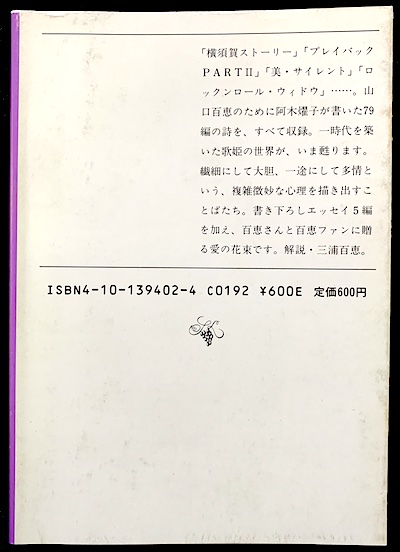 「横須賀ストーリー」「プレイバック
PARTII」「美・サイレント」「ロ
ックンロール・ウィドウ」……。山
口百恵のために阿木燿子が書いた79
編の詩を、すべて収録。一時代を築
いた歌姫の世界が、いま甦ります。
繊細にして大胆、一途にして多情と
いう、複雑微妙な心理を描き出すこ
とばたち。書き下ろしエッセイ5編
を加え、百恵さんと百恵ファンに贈
る愛の花束です。解説・三浦百恵。
ISBN4-10-139402-4 C0192 ¥600E 定価600円